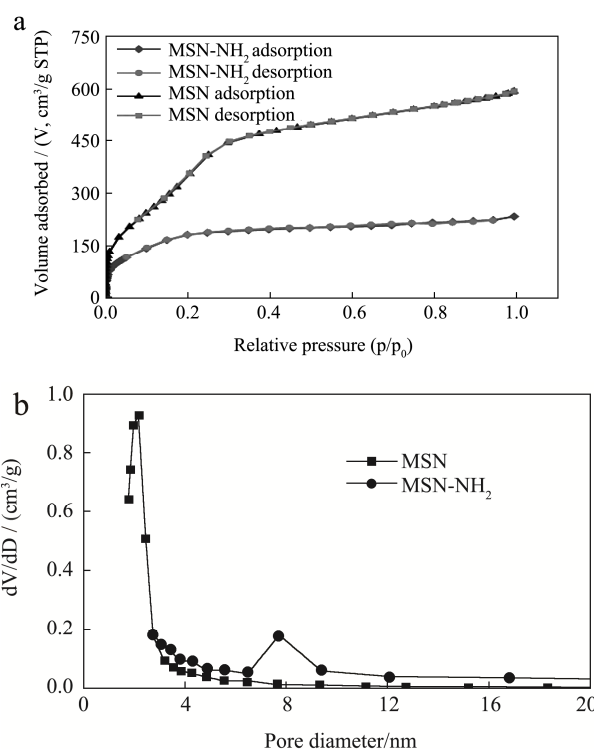 a
750
600
450
300
150
0
Volume adsorbed / (V, cm³/g STP)
MSN-NH₂ adsorption
MSN-NH₂ desorption
MSN adsorption
MSN desorption
0.0 0.2 0.4 0.6 0.8 1.0
Relative pressure (p/p₀)
b
1.0
0.8
0.6
0.4
0.2
0.0
dV/dD / (cm³/g)
MSN
MSN-NH₂
0 4 8 12 16 20
Pore diameter/nm